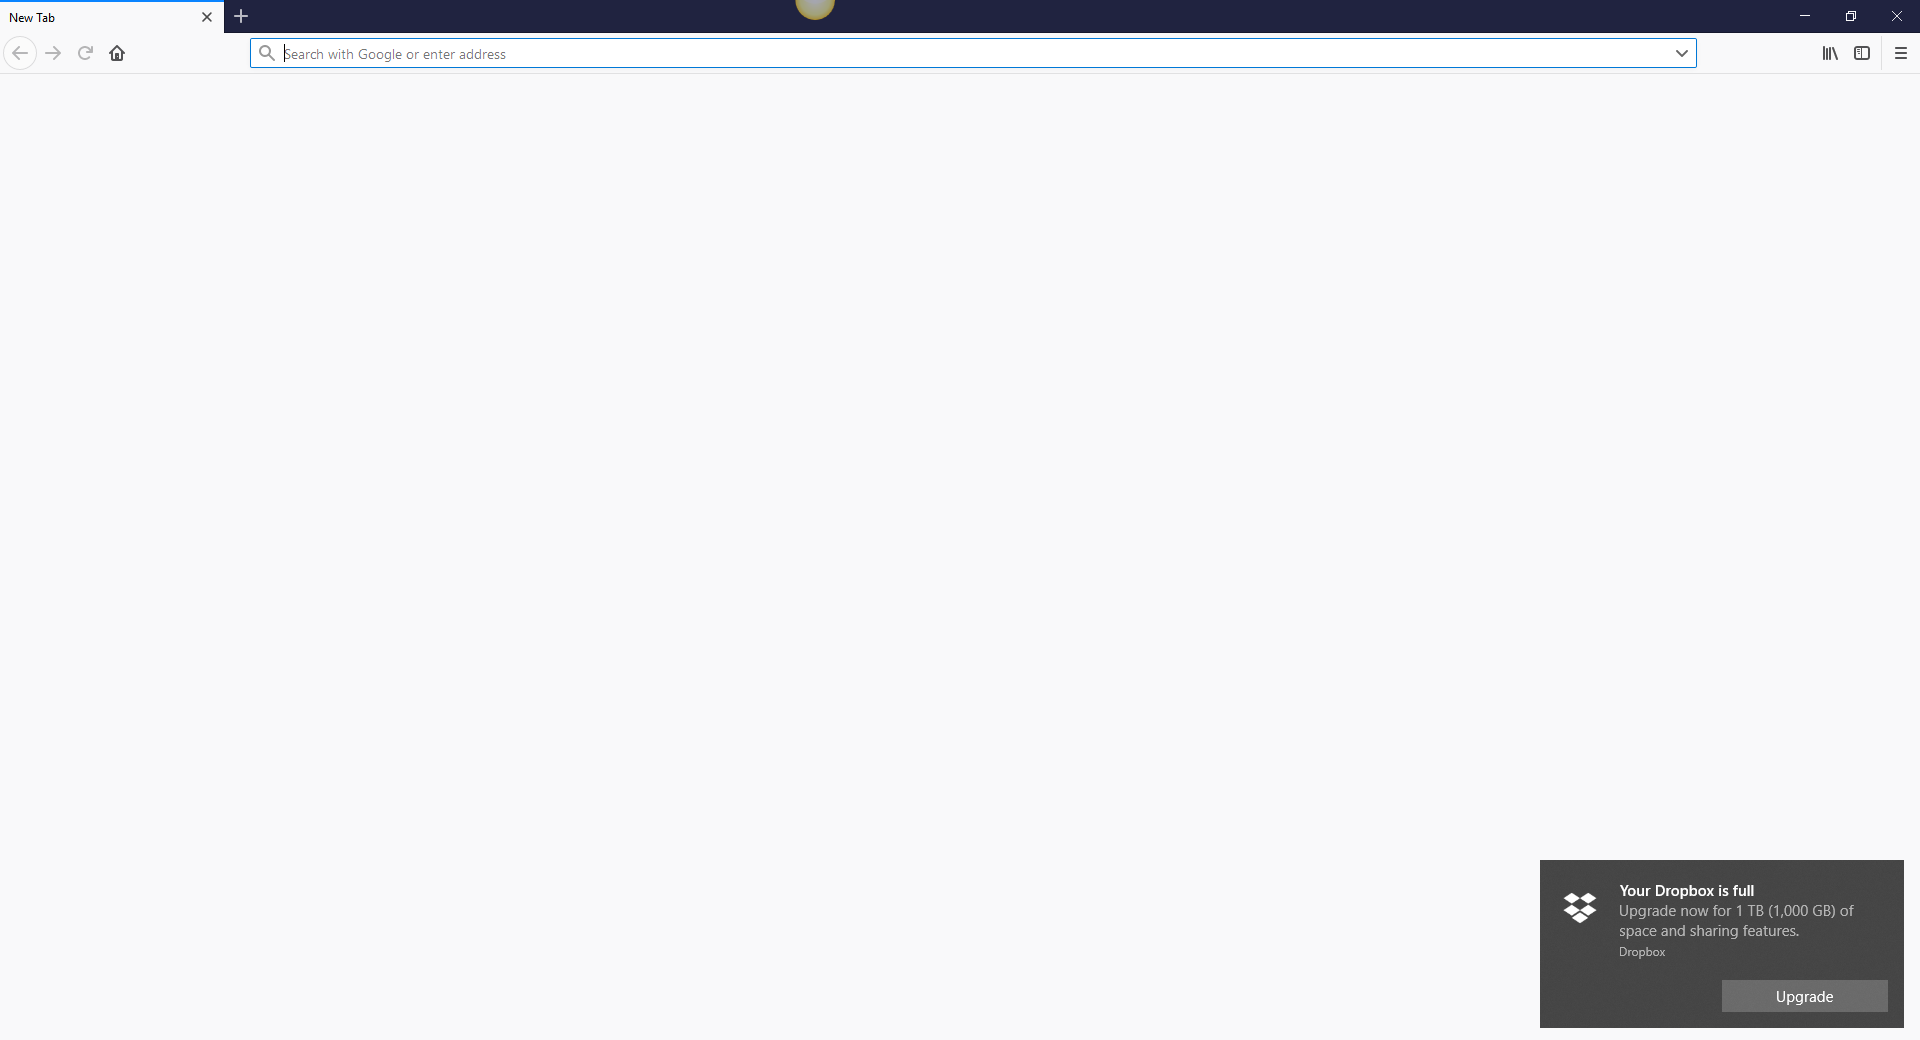 New Tab
Search with Google or enter address
Your Dropbox is full
Upgrade now for 1 TB (1,000 GB) of
space and sharing features.
Dropbox
Upgrade